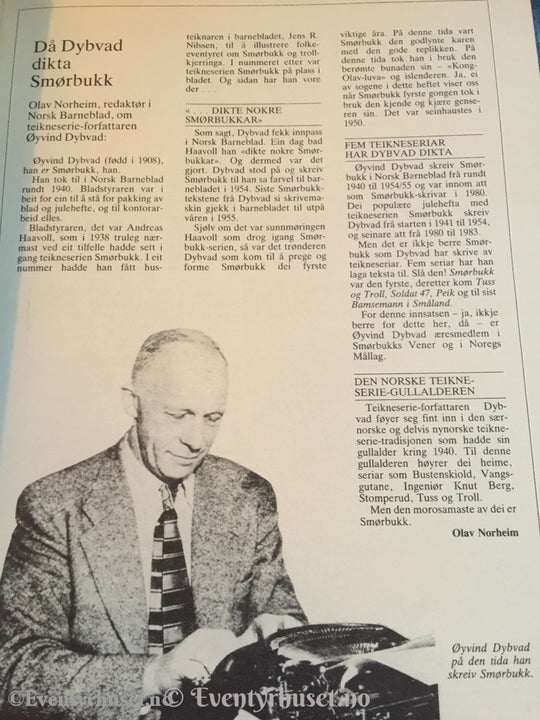 Då Dybvad
dikta
Smørbukk
Olav Norheim, redaktør i
Norsk Barneblad, om
teikneserie-forfattaren
Øyvind Dybvad:
Øyvind Dybvad (fødd i 1908),
han er Smørbukk, han.
Han tok til i Norsk Barneblad
rundt 1940. Bladstyraren var i
beit for ein til å stå for pakking av
blad og julehefte, og til kontorar-
beid elles.
Bladstyraren, det var Andreas
Haavoll, som i 1938 truleg nær-
mast ved eit tilfelle hadde sett i
gang teikneserien Smørbukk. I eit
nummer hadde han fått hus-
teiknaren i barnebladet, Jens R.
Nilssen, til å illustrere folke-
eventyret om Smørbukk og troll-
kjerringa. I nummeret etter var
teikneserien Smørbukk på plass i
bladet. Og sidan har han vore
der . . .
« . . . DIKTE NOKRE
SMØRBUKKAR»
Som sagt, Dybvad fekk innpass
i Norsk Barneblad. Ein dag bad
Haavoll han «dikte nokre Smør-
bukkar». Og dermed var det
gjort. Dybvad stod på og skreiv
Smørbukk til han sa farvel til bar-
nebladet i 1954. Siste Smørbukk-
tekstene frå Dybvad si skrivema-
skin gjekk i barnebladet til utpå
våren i 1955.
Sjølv om det var sunnmøringen
Haavoll som drog igang Smør-
bukk-serien, så var det trønderen
Dybvad som kom til å prege og
forme Smørbukk dei fyrste
viktige åra. På denne tida vart
Smørbukk den godlynte karen
med den gode replikken. På
denne tida tok han i bruk den
berømte bunaden sin – «Kong-
Olav-luva» og islenderen. Ja, ei
av sogene i dette heftet viser oss
når Smørbukk fyrste gongen tok i
bruk den kjende og kjære gense-
ren sin. Det var seinhaustes i
1950.
FEM TEIKNESERIAR
HAR DYBVAD DIKTA
Øyvind Dybvad skreiv Smør-
bukk i Norsk Barneblad frå rundt
1940 til 1954/55 og var innom att
som Smørbukk-skrivar i 1980.
Dei populære julehefta med
teikneserien Smørbukk skreiv
Dybvad frå starten i 1941 til 1954,
og seinare att frå 1980 til 1983.
Men det er ikkje berre Smør-
bukk som Dybvad har skrive av
teikneseriar. Fem seriar har han
laga teksta til. Slå den! Smørbukk
var den fyrste, deretter kom Tuss
og Troll, Soldat 47, Peik og til sist
Bamsemann i Småland.
For denne innsatsen – ja, ikkje
berre for dette her, då – er
Øyvind Dybvad æresmedlem i
Smørbukks Vener og i Noregs
Mållag.
DEN NORSKE TEIKNE-
SERIE-GULLALDEREN
Teikneserie-forfattaren Dyb-
vad føyer seg fint inn i den sær-
norske og delvis nynorske teikne-
serie-tradisjonen som hadde sin
gullalder kring 1940. Til denne
gullalderen høyrer dei heime,
seriar som Bustenskiold, Vangs-
gutane, Ingeniør Knut Berg,
Stomperud, Tuss og Troll.
Men den morosamaste av dei er
Smørbukk.
Olav Norheim
Øyvind Dybvad
på den tida han
skreiv Smørbukk.
©Eventyrhuset.no © Eventyrhuset.no